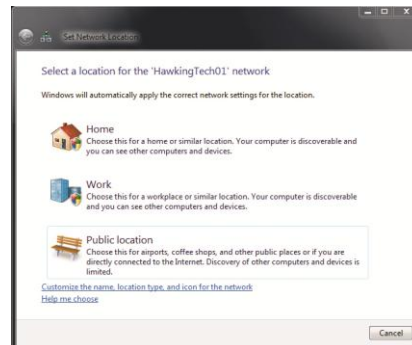 Set Network Location
Select a location for the 'HawkingTech01' network
Windows will automatically apply the correct network settings for the location.
Home
Choose this for a home or similar location. Your computer is discoverable and
you can see other computers and devices.
Work
Choose this for a workplace or similar location. Your computer is discoverable
and you can see other computers and devices.
Public location
Choose this for airports, coffee shops, and other public places or if you are
directly connected to the Internet. Discovery of other computers and devices is
limited.
Customize the name, location type, and icon for the network
Help me choose
Cancel